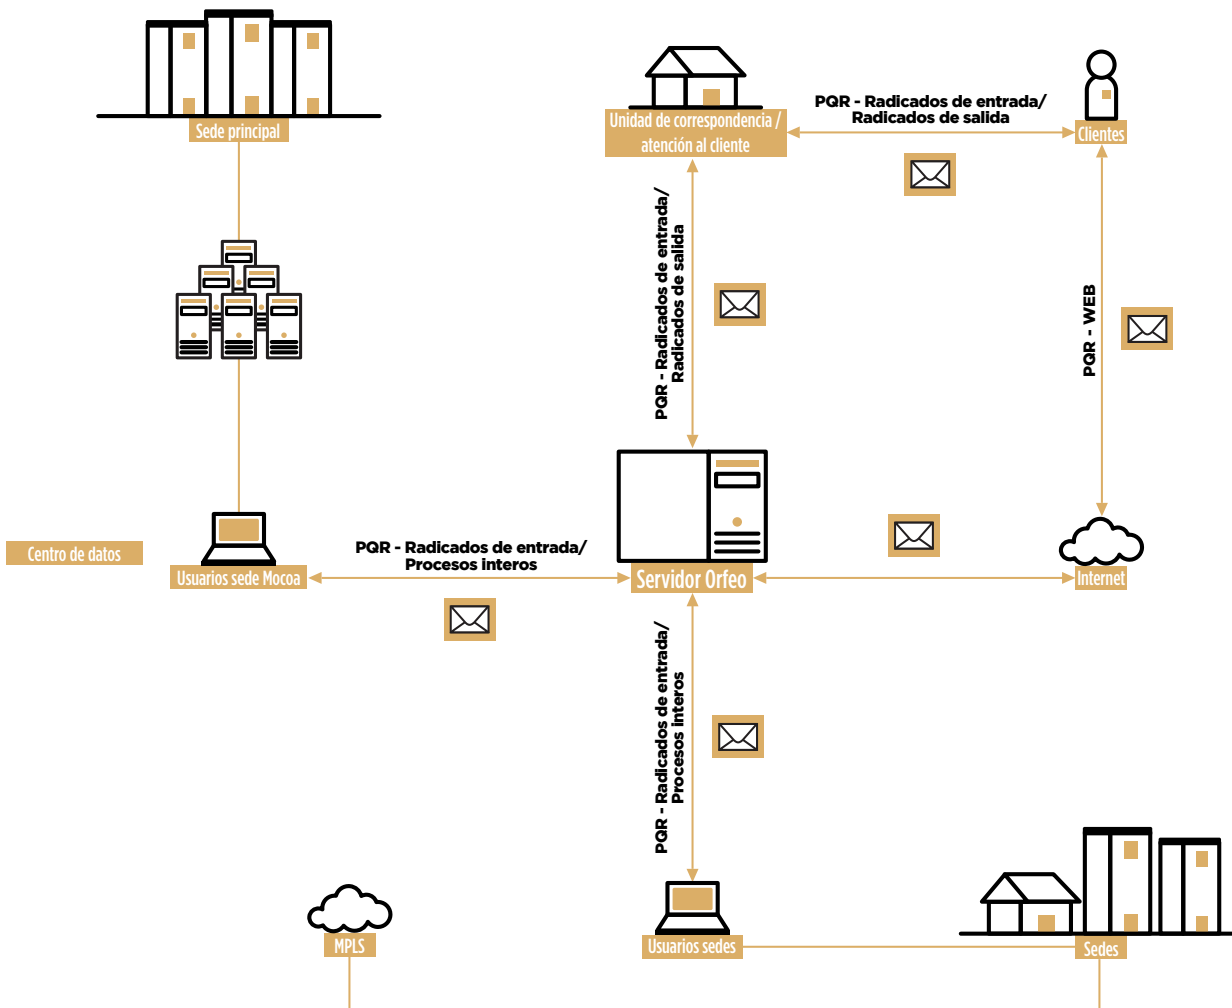 Sede principal
Unidad de correspondencia /
atención al cliente
PQR - Radicados de entrada/
Radicados de salida
Clientes
PQR - Radicados de entrada/
Radicados de salida
PQR - WEB
Centro de datos
Usuarios sede Mocoa
PQR - Radicados de entrada/
Procesos interos
Servidor Orfeo
Internet
PQR - Radicados de entrada/
Procesos interos
MPLS
Usuarios sedes
Sedes